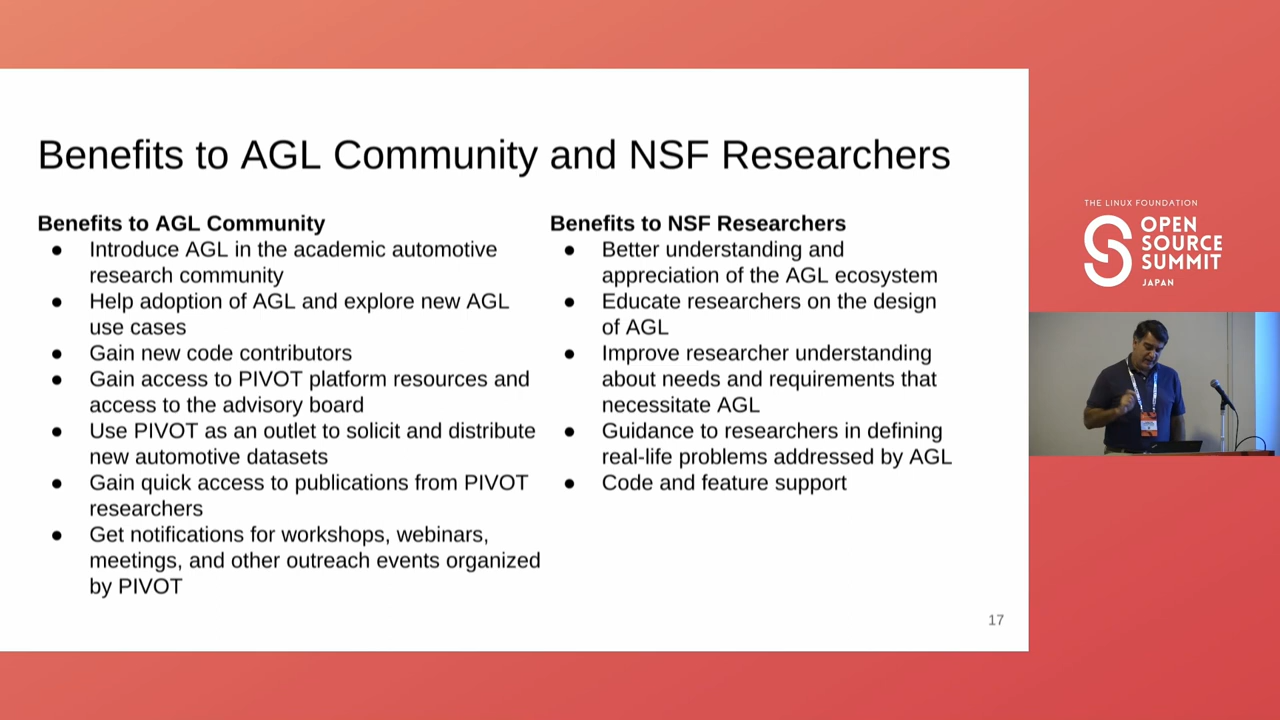 Benefits to AGL Community and NSF Researchers
Benefits to AGL Community
● Introduce AGL in the academic automotive
research community
● Help adoption of AGL and explore new AGL
use cases
● Gain new code contributors
● Gain access to PIVOT platform resources and
access to the advisory board
● Use PIVOT as an outlet to solicit and distribute
new automotive datasets
● Gain quick access to publications from PIVOT
researchers
● Get notifications for workshops, webinars,
meetings, and other outreach events organized
by PIVOT
Benefits to NSF Researchers
● Better understanding and
appreciation of the AGL ecosystem
● Educate researchers on the design
of AGL
● Improve researcher understanding
about needs and requirements that
necessitate AGL
● Guidance to researchers in defining
real-life problems addressed by AGL
● Code and feature support
17
THE LINUX FOUNDATION
OPEN
SOURCE
SUMMIT
JAPAN